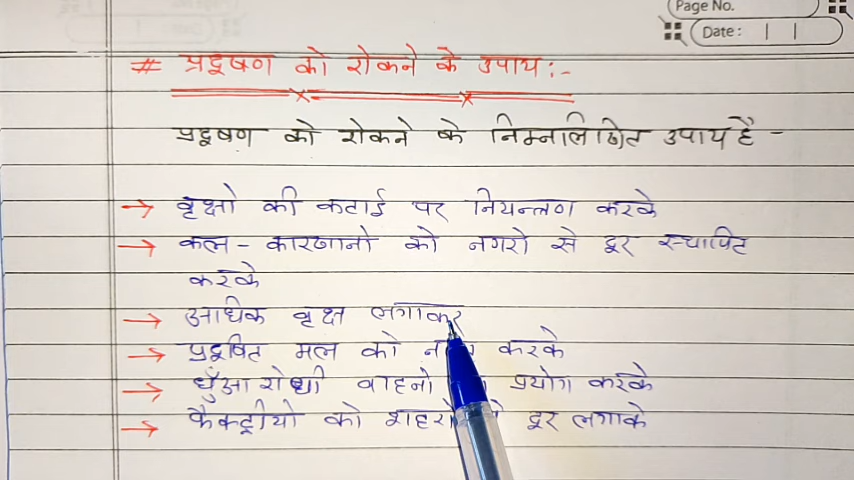 Page No.
Date: | |
# प्रदूषण को रोकने के उपाय :-
प्रदूषण को रोकने के निम्नलिखित उपाय है -
→ वृक्षो की कटाई पर नियन्त्रण करके
→ कल - कारखानो को नगरो से दूर स्थापित
करके
→ अधिक वृक्ष लगाकर
→ प्रदूषित मल को करके
→ धुँआ रोधी वाहनो प्रयोग करके
→ फैकट्रीयो को शहरो दूर लगाके